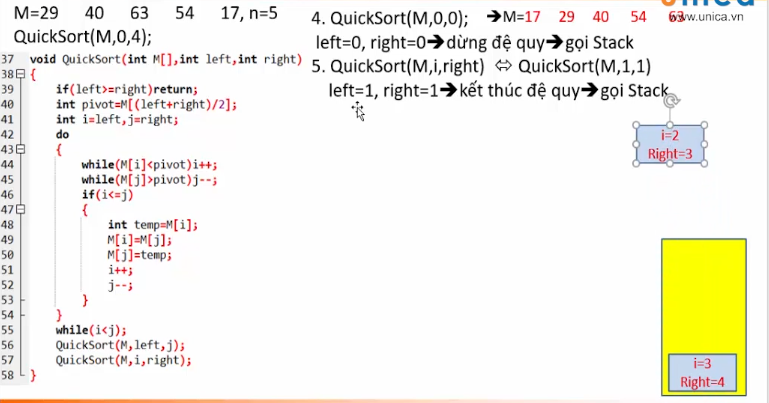 M=29 40 63 54 17, n=5
QuickSort(M,0,4);
37 void QuickSort(int M[],int left,int right)
38 {
39 if(left>=right)return;
40 int pivot=M[(left+right)/2];
41 int i=left,j=right;
42 do
43 {
44 while(M[i]<pivot)i++;
45 while(M[j]>pivot)j--;
46 if(i<=j)
47 {
48 int temp=M[i];
49 M[i]=M[j];
50 M[j]=temp;
51 i++;
52 j--;
53 }
54 }
55 while(i<j);
56 QuickSort(M,left,j);
57 QuickSort(M,i,right);
58 }
4. QuickSort(M,0,0); ➔M=17 29 40 54 63
www.unica.vn
left=0, right=0➔dừng đệ quy➔gọi Stack
5. QuickSort(M,i,right) ⇔ QuickSort(M,1,1)
left=1, right=1➔kết thúc đệ quy➔gọi Stack
i=2
Right=3
i=3
Right=4